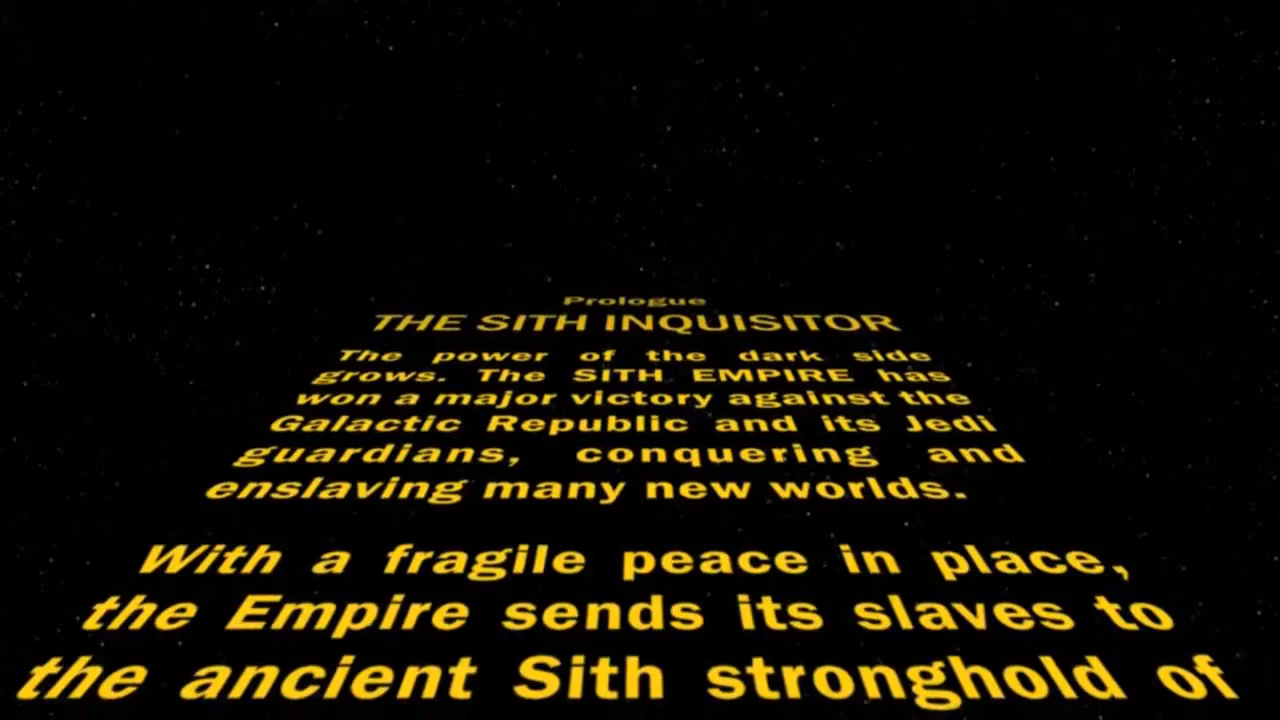 Prologue
THE SITH INQUISITOR
The power of the dark side
grows. The SITH EMPIRE has
won a major victory against the
Galactic Republic and its Jedi
guardians, conquering and
enslaving many new worlds.
With a fragile peace in place,
the Empire sends its slaves to
the ancient Sith stronghold of